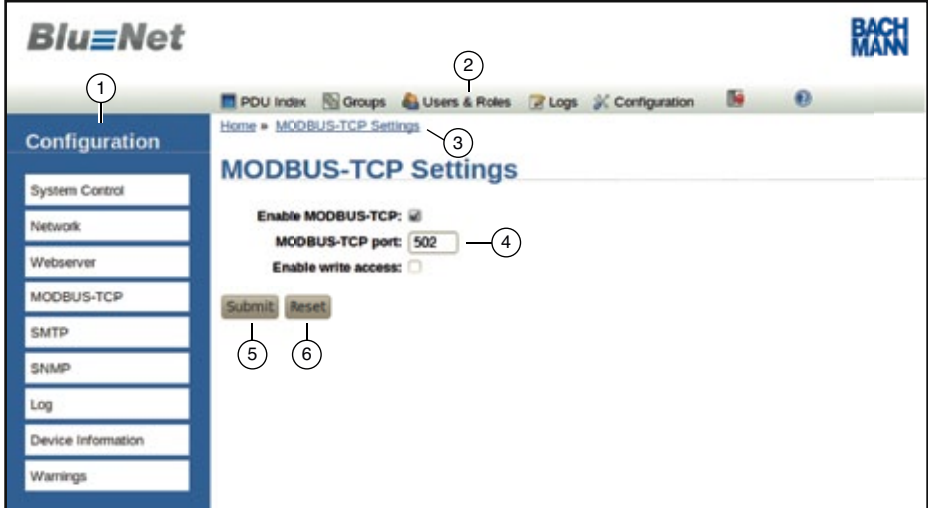 Blu≡Net
BACH
MANN
1
2
PDU Index Groups Users & Roles Logs Configuration
Configuration
Home » MODBUS-TCP Settings
3
MODBUS-TCP Settings
System Control
Network
Webserver
MODBUS-TCP
SMTP
SNMP
Log
Device Information
Warnings
Enable MODBUS-TCP:
MODBUS-TCP port: 502
4
Enable write access:
Submit Reset
5
6